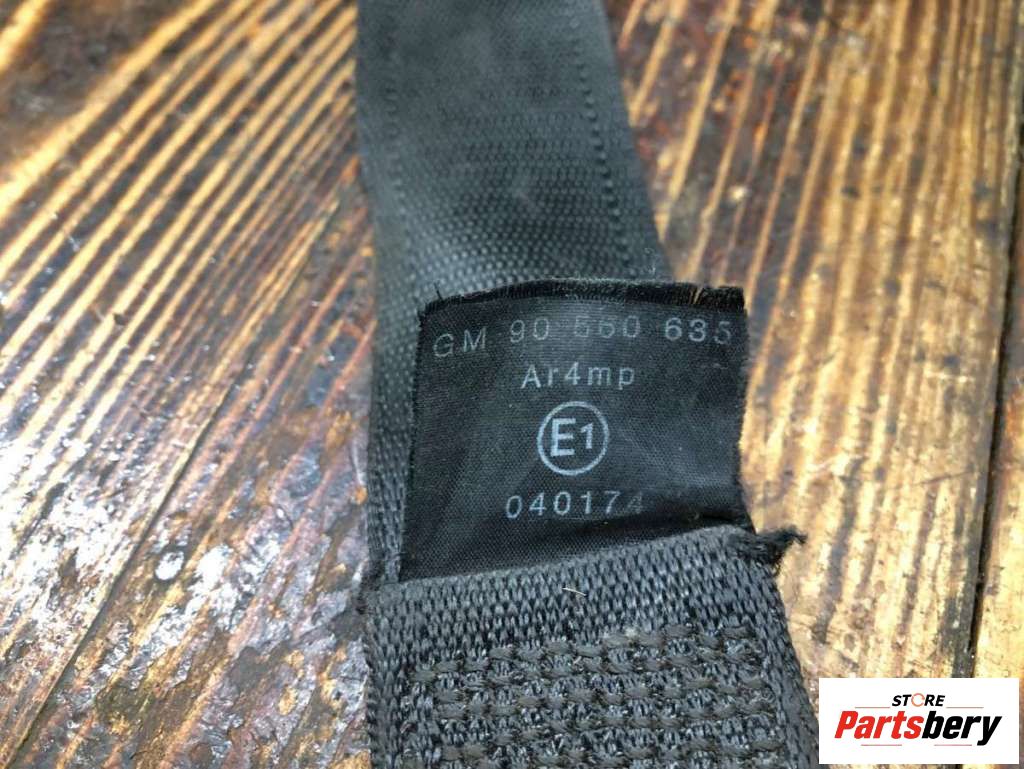 GM 90 560 635
Ar4mp
E1
040174
STORE
Partsbery